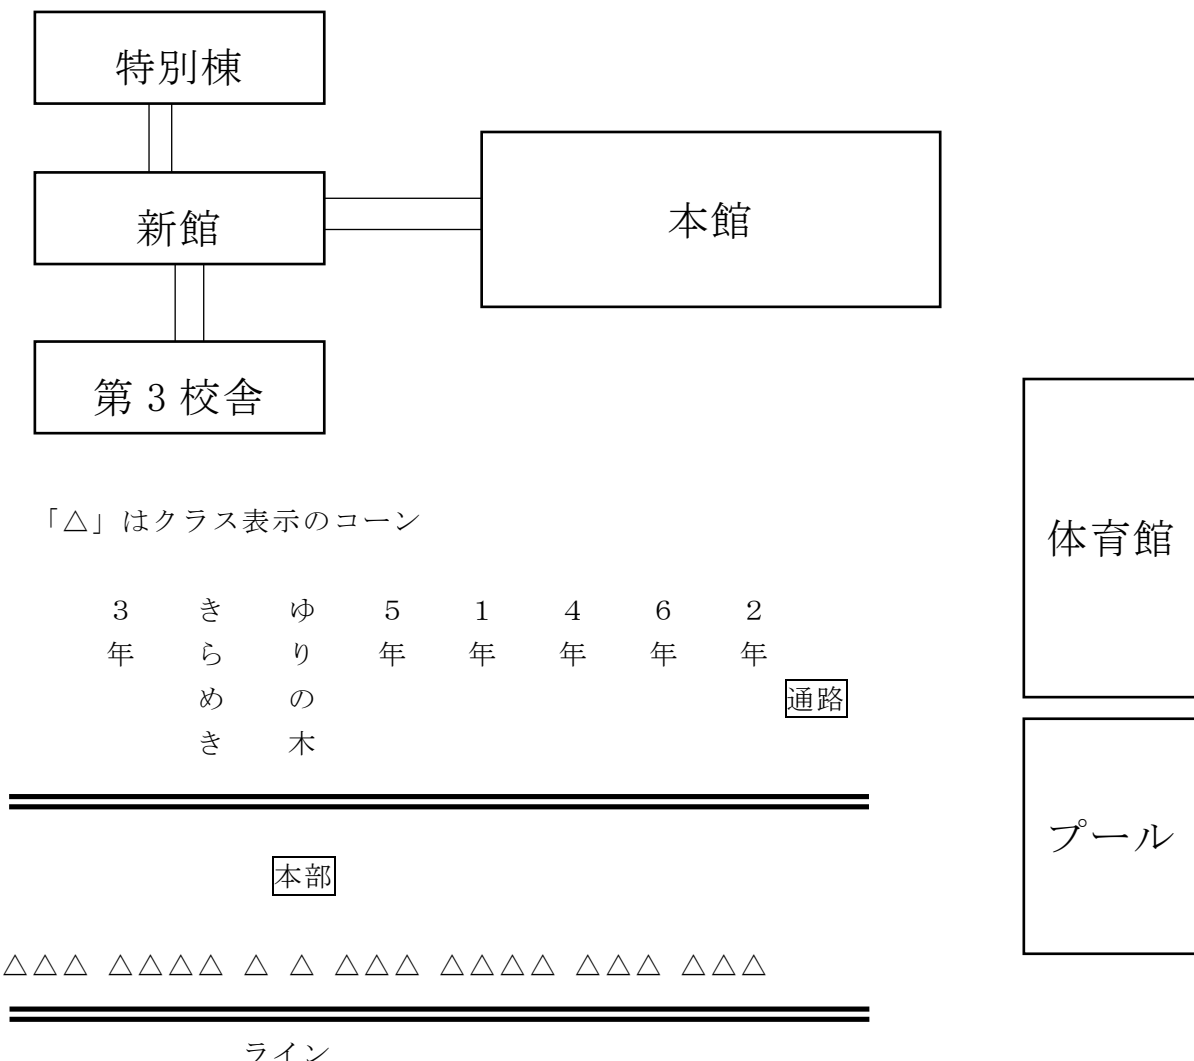 特別棟
新館
本館
第3校舎
体育館
プール
「△」はクラス表示のコーン
3年
きらめき
ゆりの木
5年
1年
4年
6年
2年
通路
本部
△△△ △△△△ △ △ △△△ △△△△ △△△ △△△
ライン